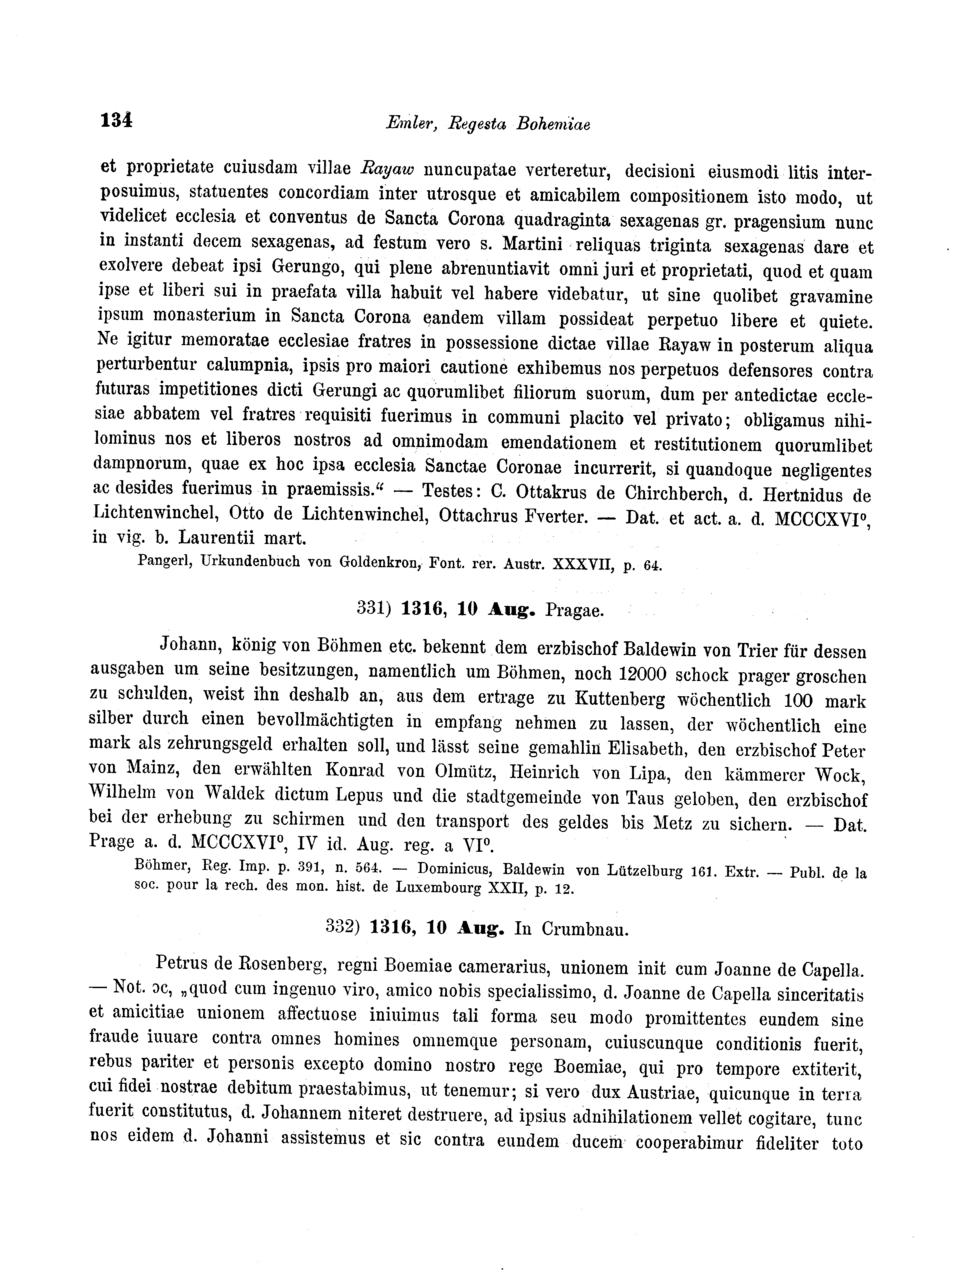 134
Emler, Regesta Bohemiae
et proprietate cuiusdam villae Rayaw nuncupatae verteretur, decisioni eiusmodi litis inter-
posuimus, statuentes concordiam inter utrosque et amicabilem compositionem isto modo, ut
videlicet ecclesia et conventus de Sancta Corona quadraginta sexagenas gr. pragensium nunc
in instanti decem sexagenas, ad festum vero s. Martini reliquas triginta sexagenas dare et
exolvere debeat ipsi Gerungo, qui plene abrenuntiavit omni juri et proprietati, quod et quam
ipse et liberi sui in praefata villa habuit vel habere videbatur, ut sine quolibet gravamine
ipsum monasterium in Sancta Corona eandem villam possideat perpetuo libere et quiete.
Ne igitur memoratae ecclesiae fratres in possessione dictae villae Rayaw in posterum aliqua
perturbentur calumpnia, ipsis pro maiori cautione exhibemus nos perpetuos defensores contra
futuras impetitiones dicti Gerungi ac quorumlibet filiorum suorum, dum per antedictae eccle-
siae abbatem vel fratres requisiti fuerimus in communi placito vel privato; obligamus nihi-
lominus nos et liberos nostros ad omnimodam emendationem et restitutionem quorumlibet
dampnorum, quae ex hoc ipsa ecclesia Sanctae Coronae incurrerit, si quandoque negligentes
ac desides fuerimus in praemissis.“ — Testes: C. Ottakrus de Chirchberch, d. Hertnidus de
Lichtenwinchel, Otto de Lichtenwinchel, Ottachrus Fverter. — Dat. et act. a. d. MCCCXVI⁰,
in vig. b. Laurentii mart.
Pangerl, Urkundenbuch von Goldenkron, Font. rer. Austr. XXXVII, p. 64.
331) 1316, 10 Aug. Pragae.
Johann, könig von Böhmen etc. bekennt dem erzbischof Baldewin von Trier für dessen
ausgaben um seine besitzungen, namentlich um Böhmen, noch 12000 schock prager groschen
zu schulden, weist ihn deshalb an, aus dem ertrage zu Kuttenberg wöchentlich 100 mark
silber durch einen bevollmächtigten in empfang nehmen zu lassen, der wöchentlich eine
mark als zehrungsgeld erhalten soll, und lässt seine gemahlin Elisabeth, den erzbischof Peter
von Mainz, den erwählten Konrad von Olmütz, Heinrich von Lipa, den kämmerer Wock,
Wilhelm von Waldek dictum Lepus und die stadtgemeinde von Taus geloben, den erzbischof
bei der erhebung zu schirmen und den transport des geldes bis Metz zu sichern. — Dat.
Prage a. d. MCCCXVI⁰, IV id. Aug. reg. a VI⁰.
Böhmer, Reg. Imp. p. 391, n. 564. — Dominicus, Baldewin von Lützelburg 161. Extr. — Publ. de la
soc. pour la rech. des mon. hist. de Luxembourg XXII, p. 12.
332) 1316, 10 Aug. In Crumbnau.
Petrus de Rosenberg, regni Boemiae camerarius, unionem init cum Joanne de Capella.
— Not. ɔc, „quod cum ingenuo viro, amico nobis specialissimo, d. Joanne de Capella sinceritatis
et amicitiae unionem affectuose iniuimus tali forma seu modo promittentes eundem sine
fraude iuuare contra omnes homines omnemque personam, cuiuscunque conditionis fuerit,
rebus pariter et personis excepto domino nostro rege Boemiae, qui pro tempore extiterit,
cui fidei nostrae debitum praestabimus, ut tenemur; si vero dux Austriae, quicunque in terra
fuerit constitutus, d. Johannem niteret destruere, ad ipsius adnihilationem vellet cogitare, tunc
nos eidem d. Johanni assistemus et sic contra eundem ducem cooperabimur fideliter toto